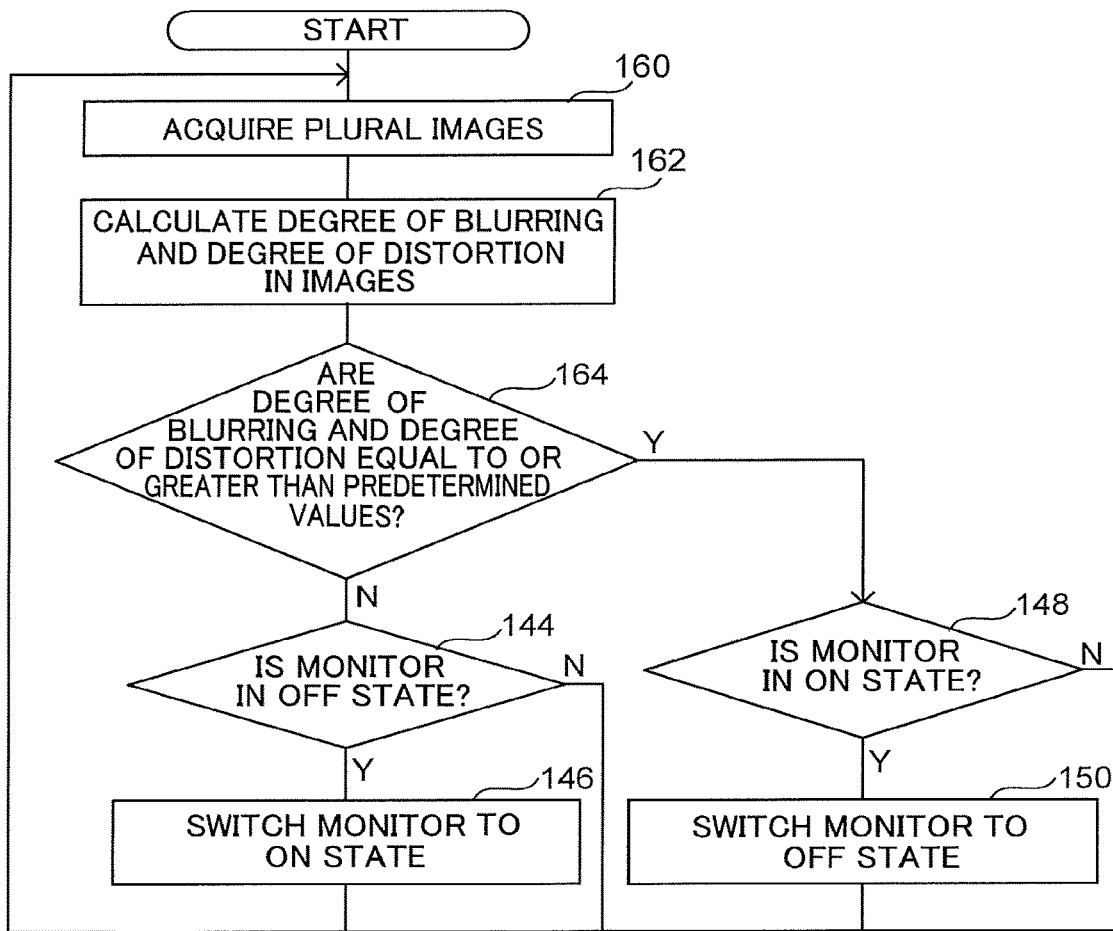 START
160
ACQUIRE PLURAL IMAGES
162
CALCULATE DEGREE OF BLURRING
AND DEGREE OF DISTORTION
IN IMAGES
164
ARE
DEGREE OF
BLURRING AND DEGREE
OF DISTORTION EQUAL TO OR
GREATER THAN PREDETERMINED
VALUES?
Y
N
144
IS MONITOR
IN OFF STATE?
N
Y
146
SWITCH MONITOR TO
ON STATE
148
IS MONITOR
IN ON STATE?
N
Y
150
SWITCH MONITOR TO
OFF STATE